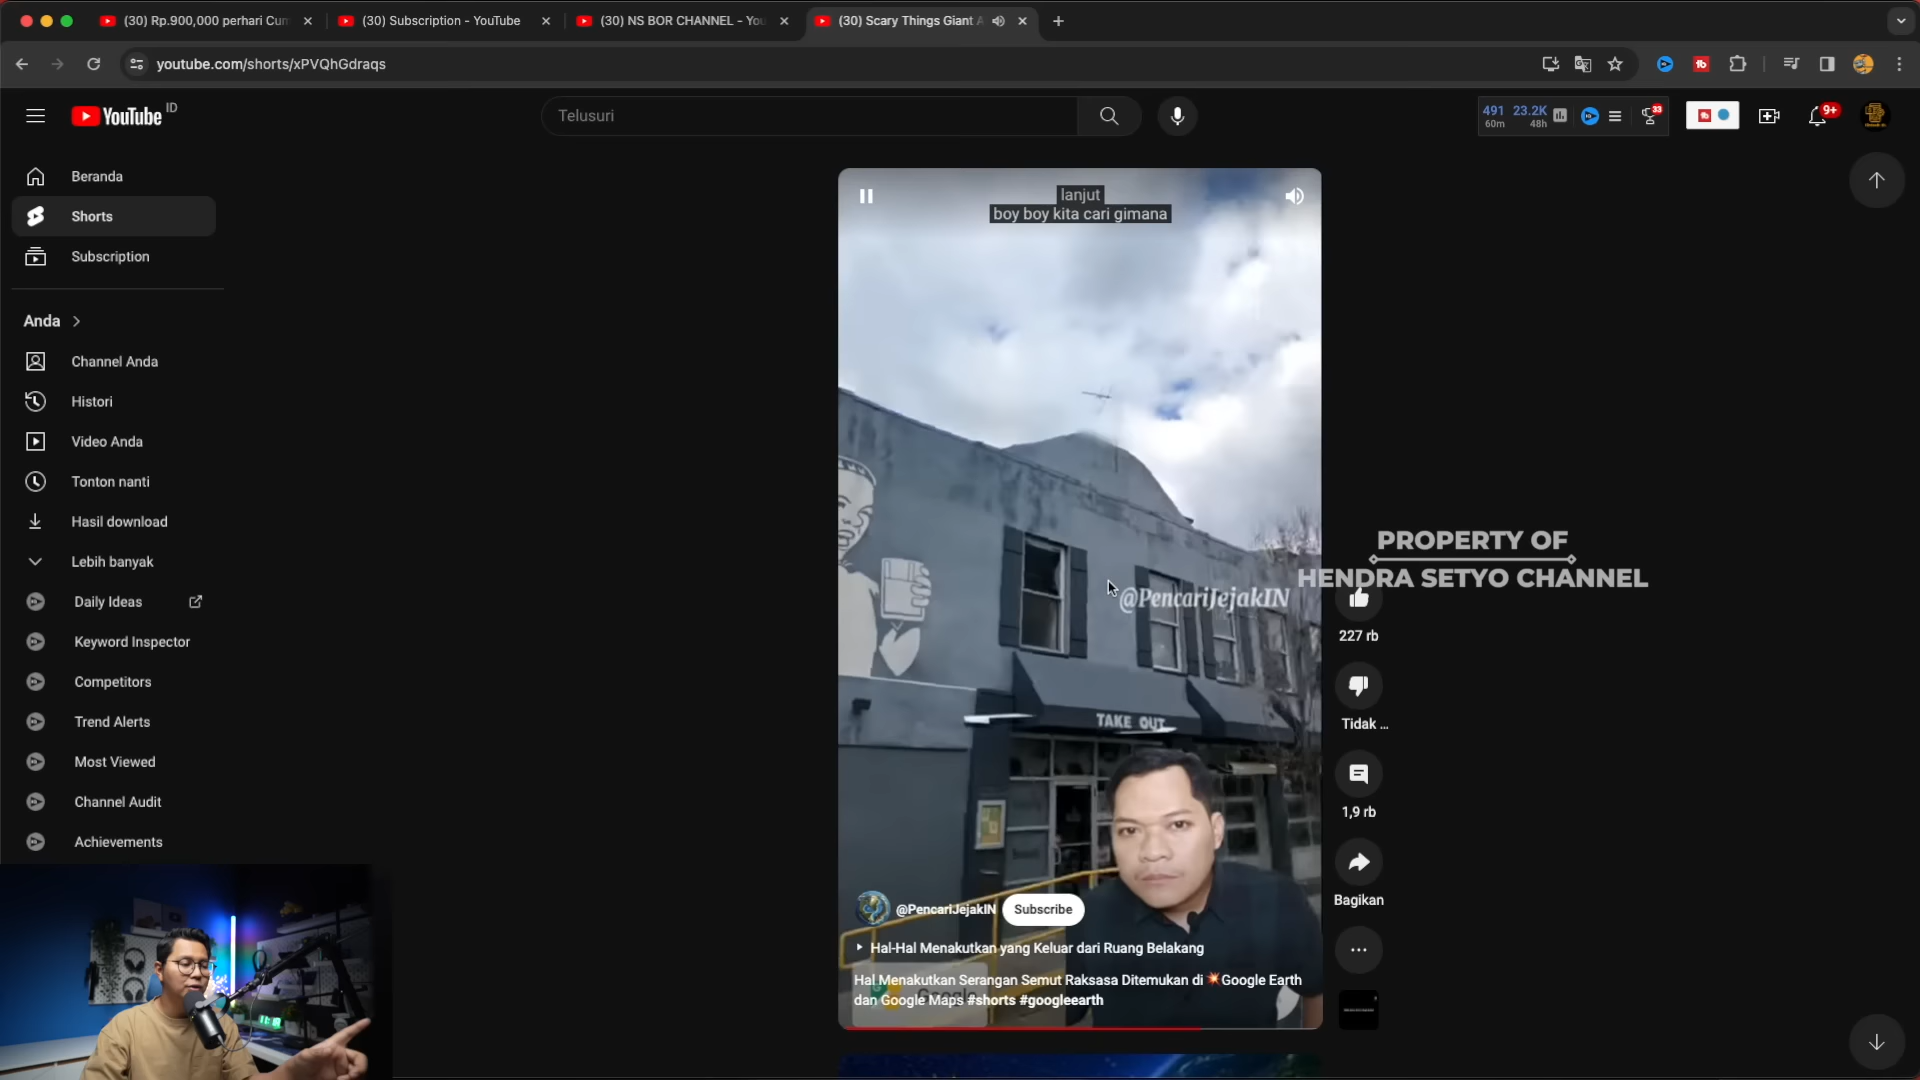 (30) Rp.900,000 perhari Cum
(30) Subscription - YouTube
(30) NS BOR CHANNEL - You
(30) Scary Things Giant A
youtube.com/shorts/xPVQhGdraqs
YouTube ID
Telusuri
491 23.2K
60m 48h
33
9+
Beranda
Shorts
Subscription
Anda
Channel Anda
Histori
Video Anda
Tonton nanti
Hasil download
Lebih banyak
Daily Ideas
Keyword Inspector
Competitors
Trend Alerts
Most Viewed
Channel Audit
Achievements
lanjut
boy boy kita cari gimana
@PencariJejakIN
TAKE OUT
PROPERTY OF
HENDRA SETYO CHANNEL
227 rb
Tidak ...
1,9 rb
Bagikan
@PencariJejakIN Subscribe
Hal-Hal Menakutkan yang Keluar dari Ruang Belakang
Hal Menakutkan Serangan Semut Raksasa Ditemukan di 💥Google Earth
dan Google Maps #shorts #googleearth
Google